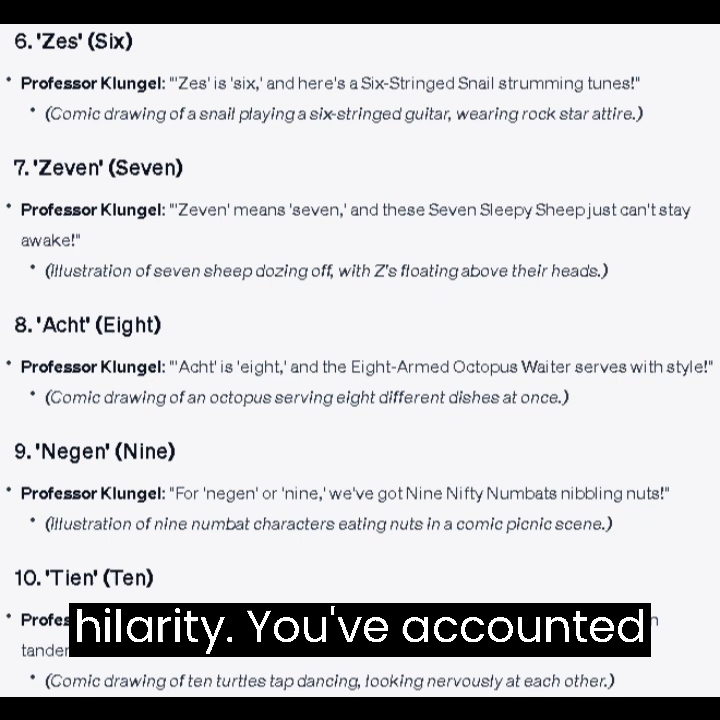 6. 'Zes' (Six)
• Professor Klungel: "'Zes' is 'six,' and here's a Six-Stringed Snail strumming tunes!"
• (Comic drawing of a snail playing a six-stringed guitar, wearing rock star attire.)
7. 'Zeven' (Seven)
• Professor Klungel: "'Zeven' means 'seven,' and these Seven Sleepy Sheep just can't stay
awake!"
• (Illustration of seven sheep dozing off, with Z's floating above their heads.)
8. 'Acht' (Eight)
• Professor Klungel: "'Acht' is 'eight,' and the Eight-Armed Octopus Waiter serves with style!"
• (Comic drawing of an octopus serving eight different dishes at once.)
9. 'Negen' (Nine)
• Professor Klungel: "For 'negen' or 'nine,' we've got Nine Nifty Numbats nibbling nuts!"
• (Illustration of nine numbat characters eating nuts in a comic picnic scene.)
10. 'Tien' (Ten)
hilarity. You've accounted
• (Comic drawing of ten turtles tap dancing, looking nervously at each other.)